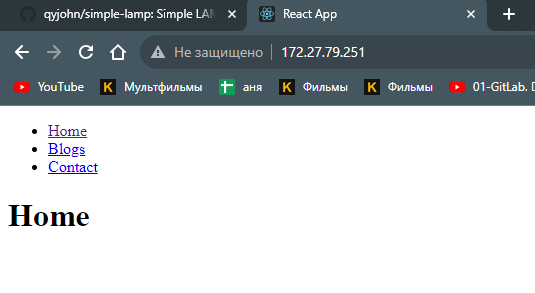 qyjohn/simple-lamp: Simple LAM
React App
Не защищено
172.27.79.251
YouTube
Мультфильмы
аня
Фильмы
Фильмы
01-GitLab. D
Home
Blogs
Contact
Home